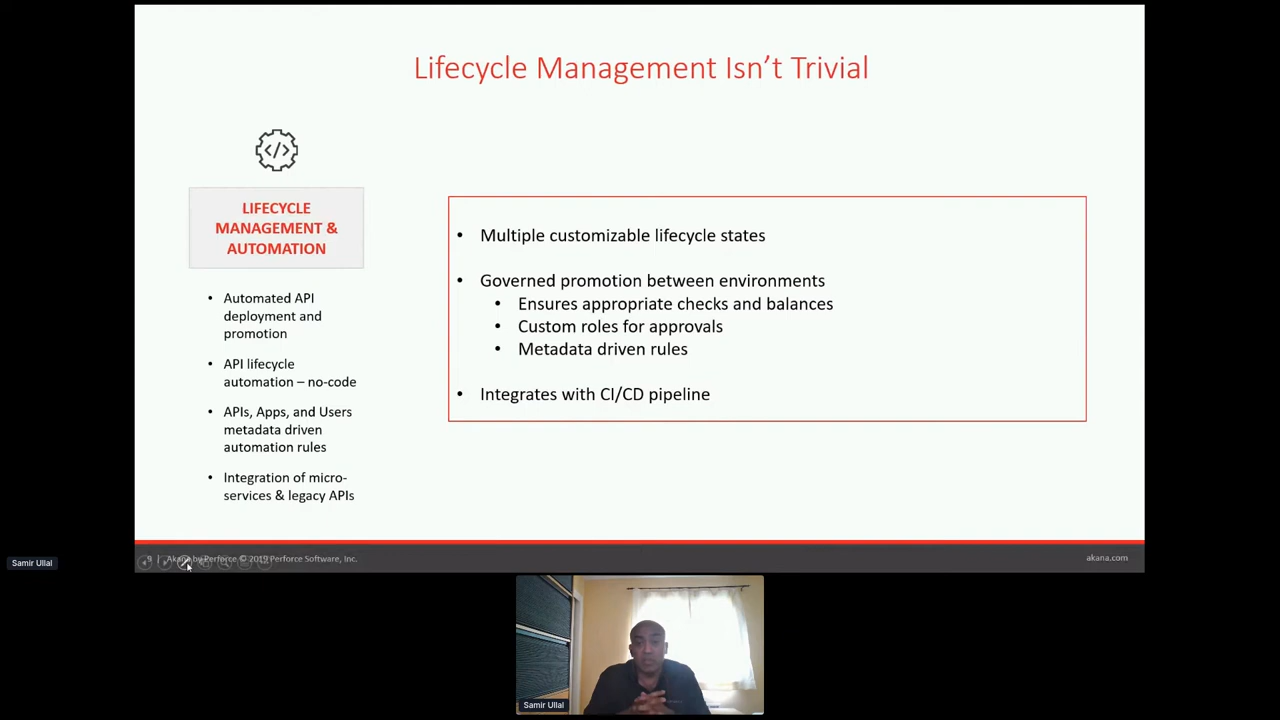 Lifecycle Management Isn't Trivial
</>
LIFECYCLE
MANAGEMENT &
AUTOMATION
• Automated API
deployment and
promotion
• API lifecycle
automation – no-code
• APIs, Apps, and Users
metadata driven
automation rules
• Integration of micro-
services & legacy APIs
• Multiple customizable lifecycle states
• Governed promotion between environments
• Ensures appropriate checks and balances
• Custom roles for approvals
• Metadata driven rules
• Integrates with CI/CD pipeline
9 | Akana by Perforce © 2019 Perforce Software, Inc.
akana.com
Samir Ullal
Samir Ullal